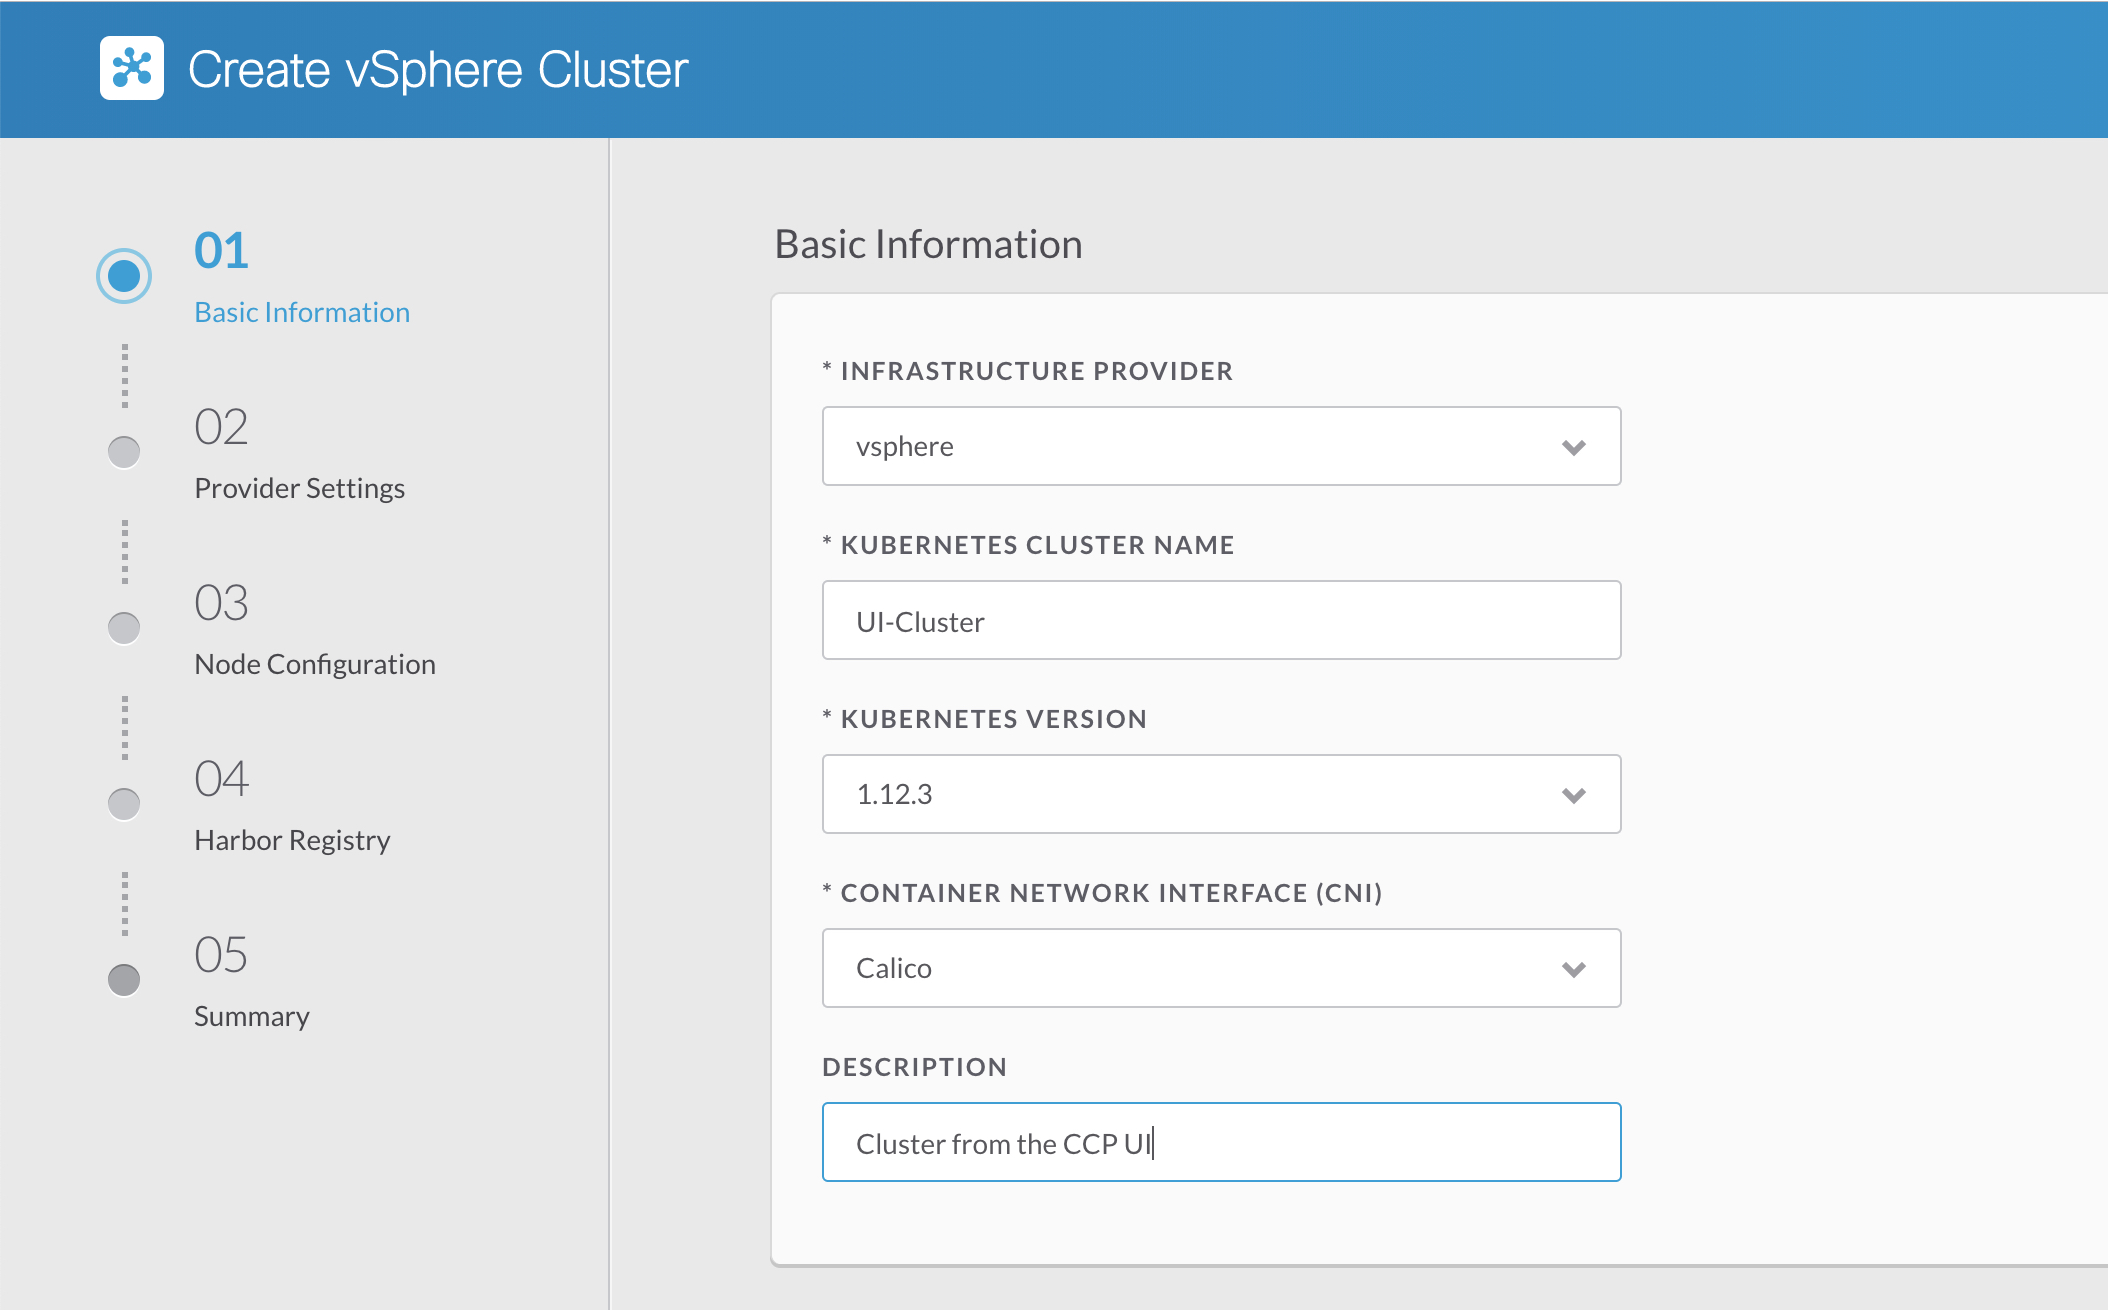 Create vSphere Cluster
01
Basic Information
02
Provider Settings
03
Node Configuration
04
Harbor Registry
05
Summary
Basic Information
* INFRASTRUCTURE PROVIDER
vsphere
* KUBERNETES CLUSTER NAME
UI-Cluster
* KUBERNETES VERSION
1.12.3
* CONTAINER NETWORK INTERFACE (CNI)
Calico
DESCRIPTION
Cluster from the CCP UI